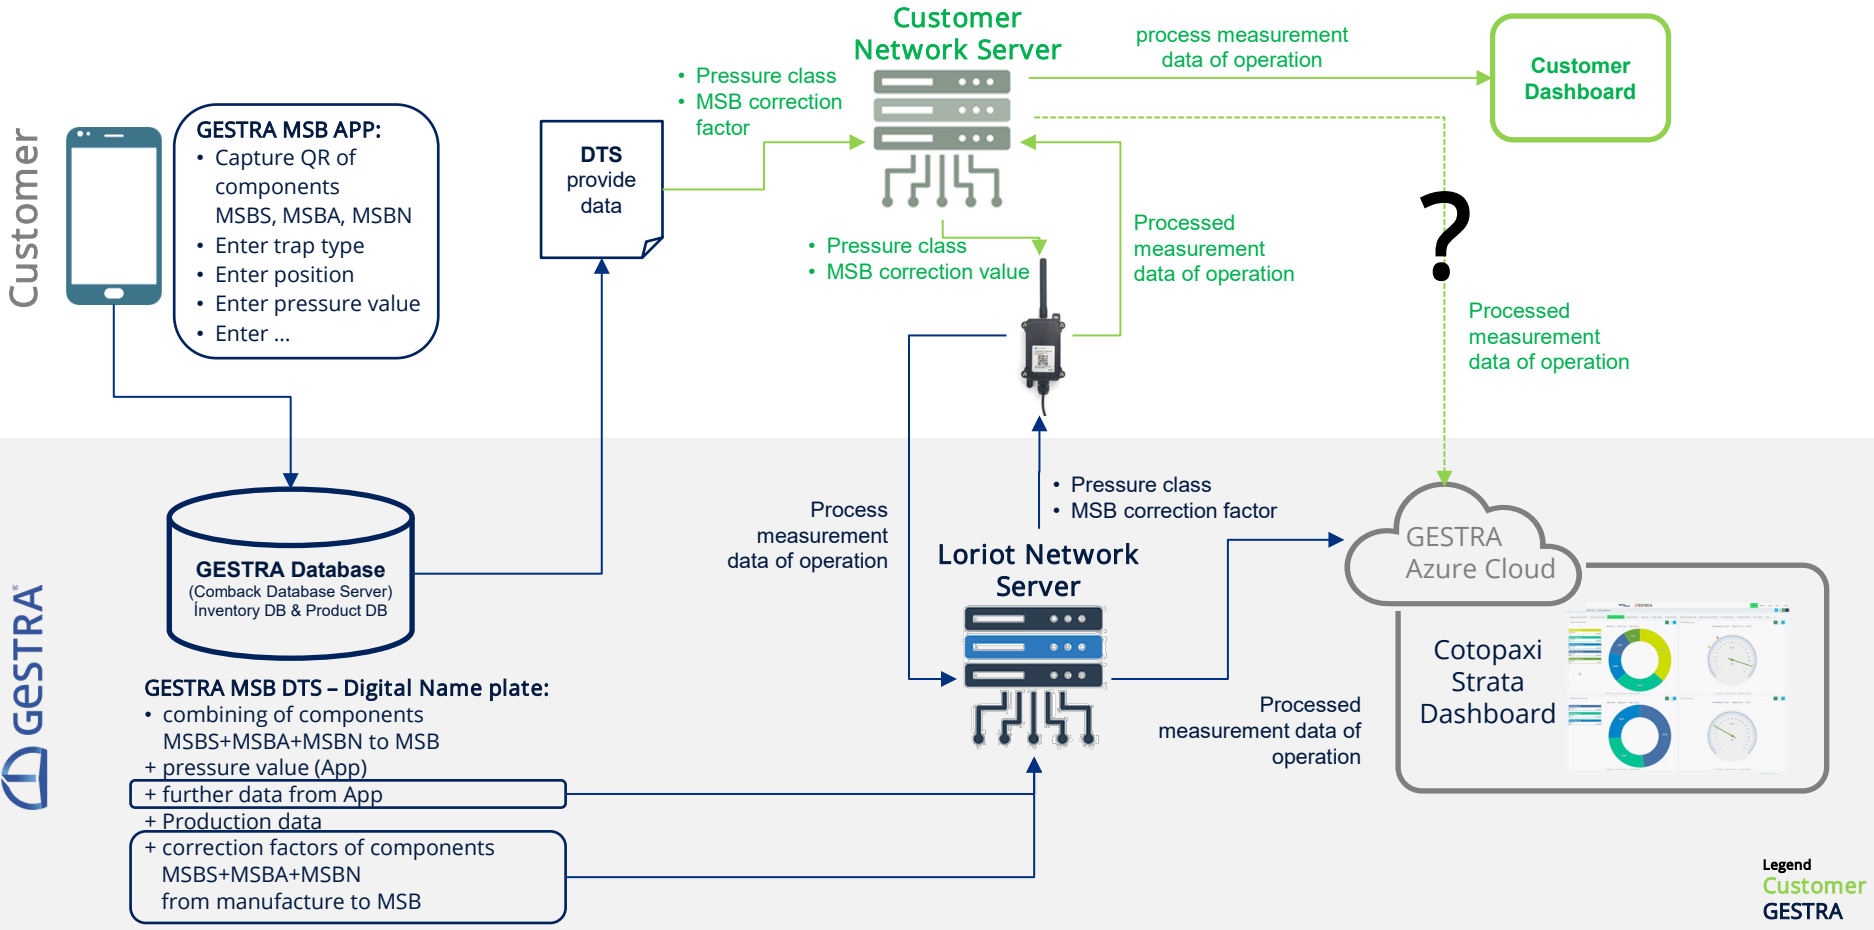 Customer
Network Server
process measurement
data of operation
Customer
Dashboard
• Pressure class
• MSB correction
factor
Customer
GESTRA MSB APP:
• Capture QR of
components
MSBS, MSBA, MSBN
• Enter trap type
• Enter position
• Enter pressure value
• Enter ...
DTS
provide
data
?
Processed
measurement
data of operation
• Pressure class
• MSB correction value
Processed
measurement
data of operation
• Pressure class
• MSB correction factor
Process
measurement
data of operation
Loriot Network
Server
GESTRA
Azure Cloud
GESTRA Database
(Comback Database Server)
Ínventory DB & Product DB
GESTRA
Cotopaxi
Strata
Dashboard
Processed
measurement data of
operation
GESTRA MSB DTS – Digital Name plate:
• combining of components
MSBS+MSBA+MSBN to MSB
+ pressure value (App)
+ further data from App
+ Production data
+ correction factors of components
MSBS+MSBA+MSBN
from manufacture to MSB
Legend
Customer
GESTRA